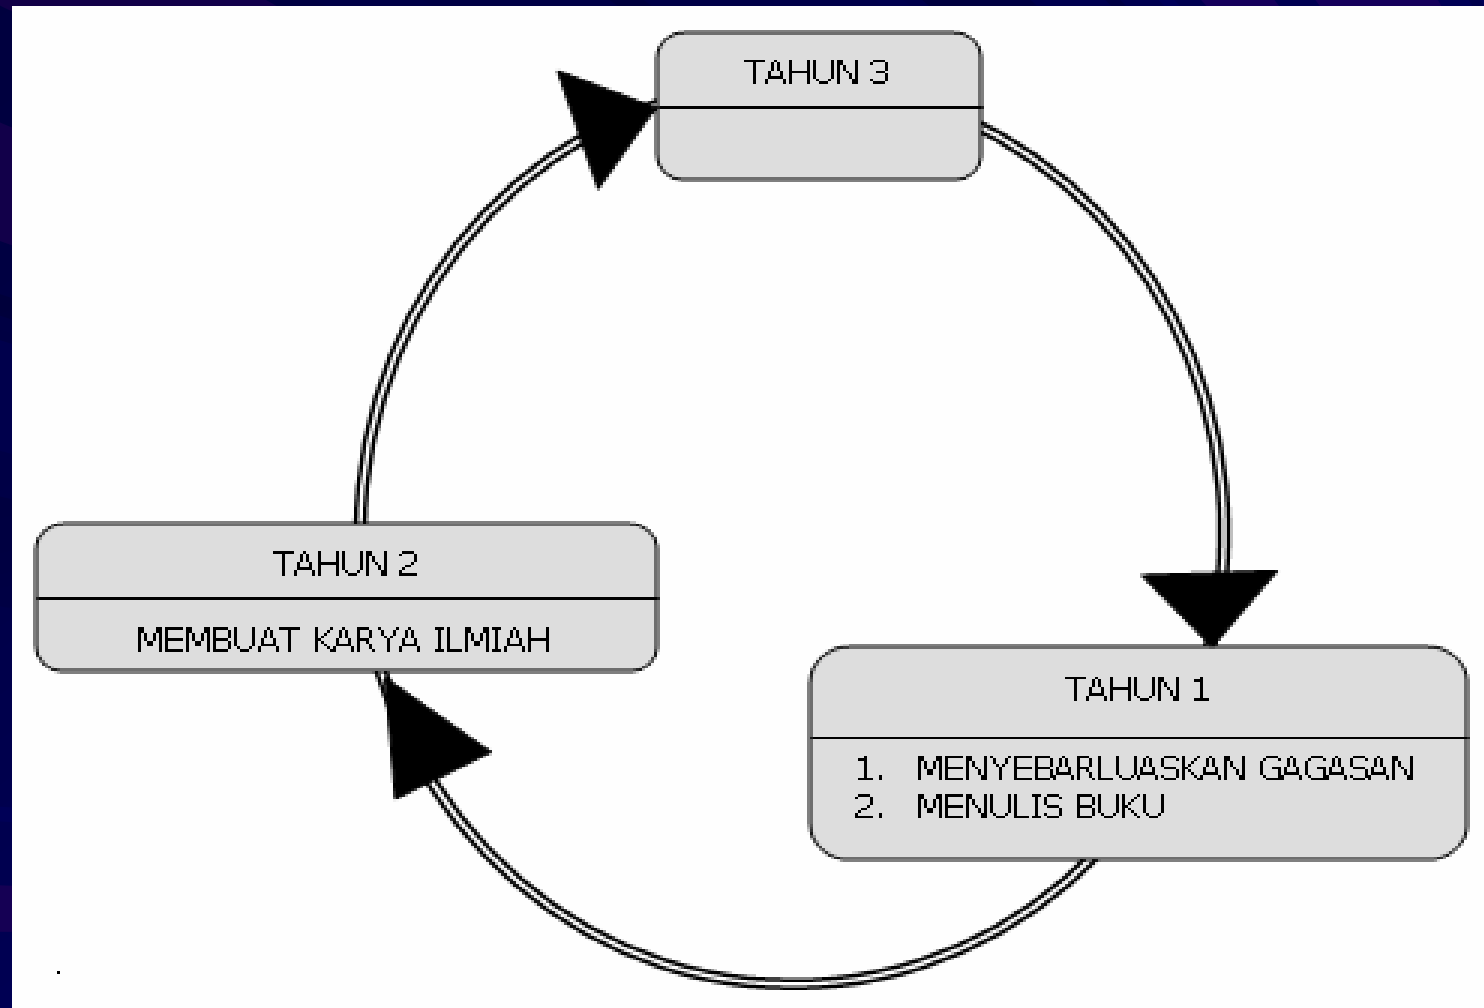 TAHUN 3
TAHUN 2
MEMBUAT KARYA ILMIAH
TAHUN 1
1. MENYEBARLUASKAN GAGASAN
2. MENULIS BUKU
.